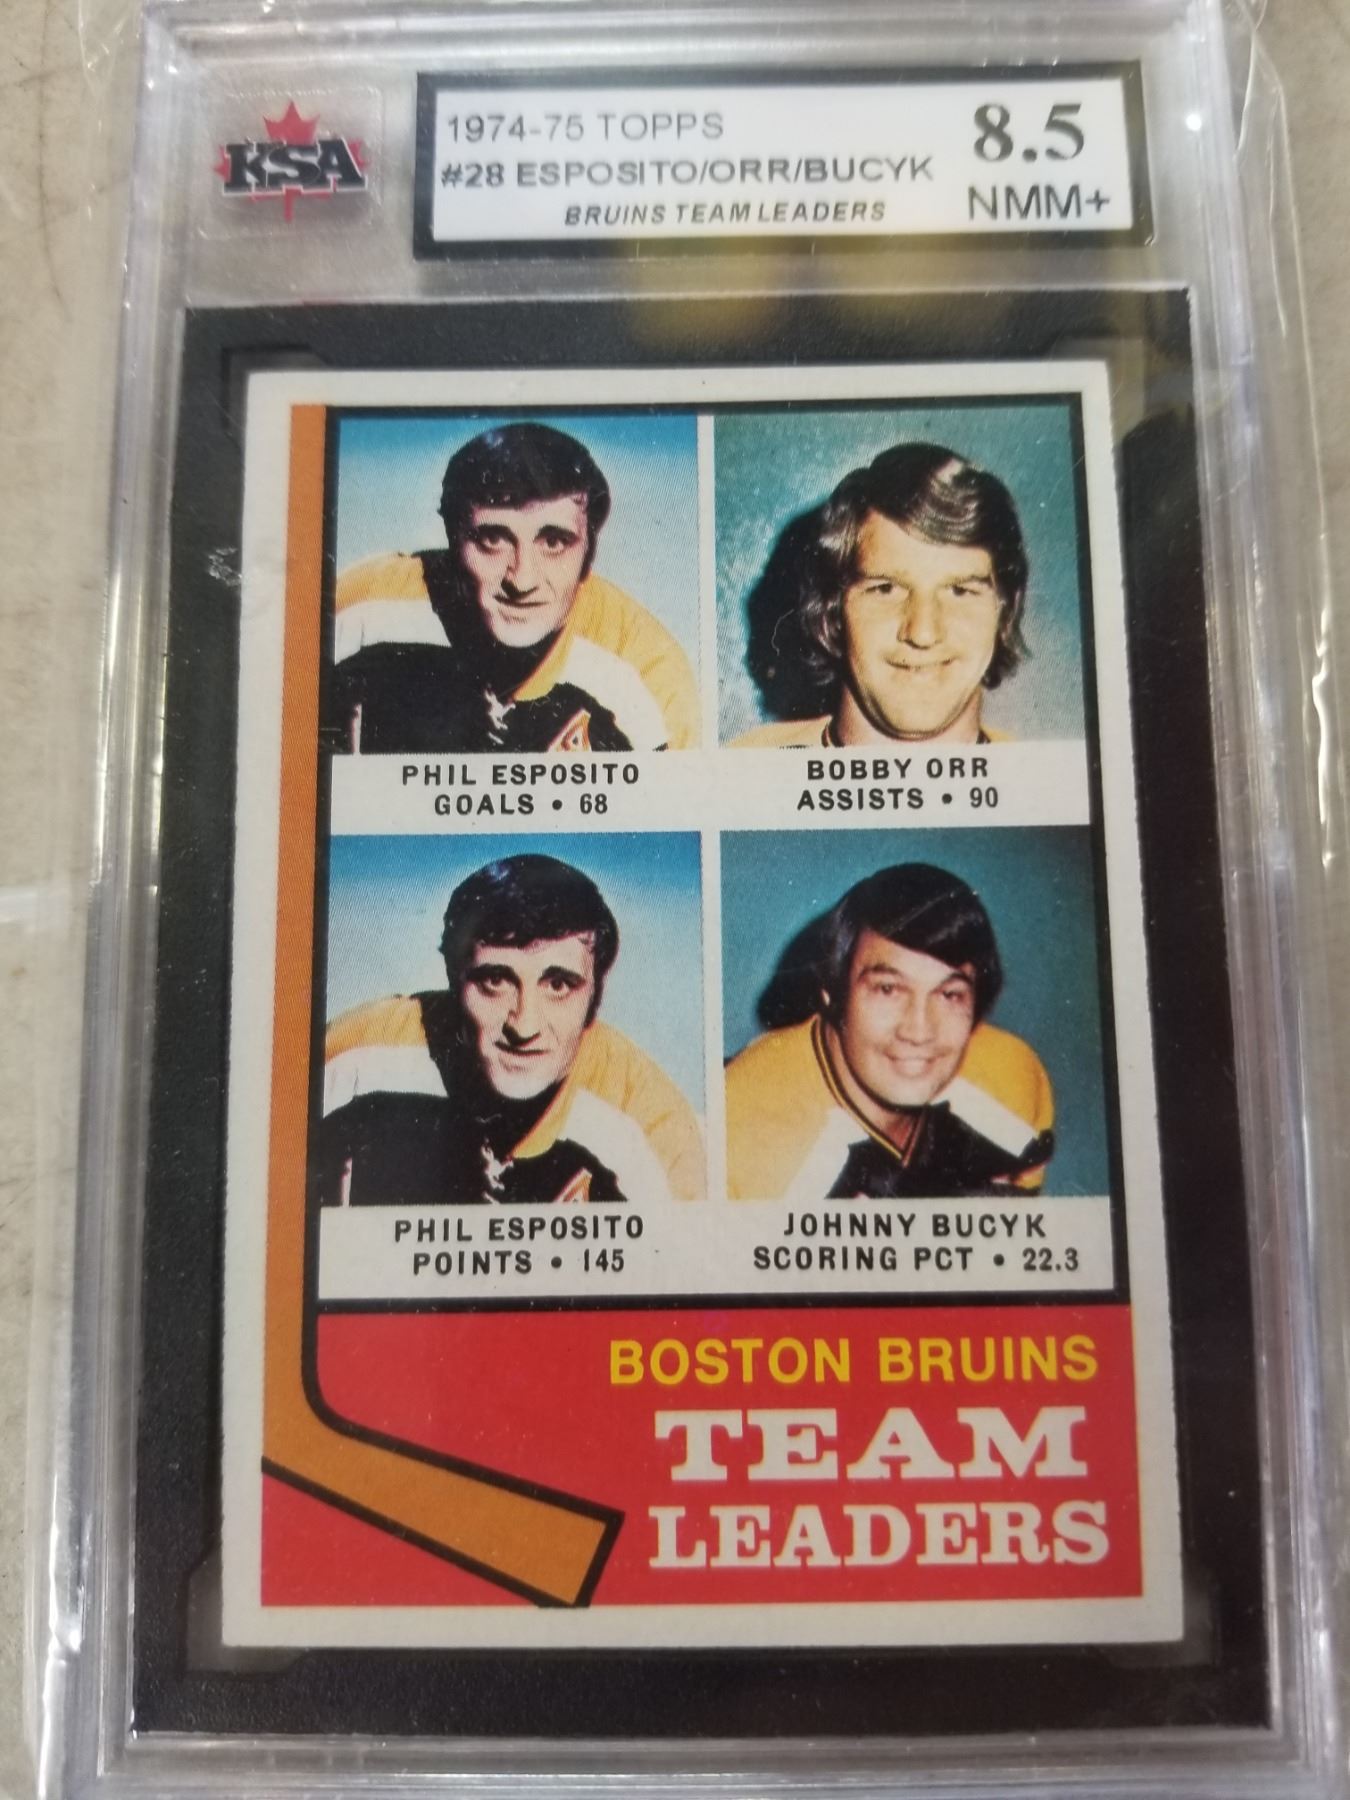 KSA
1974-75 TOPPS
8.5
#28 ESPOSITO/ORR/BUCYK
NMM+
BRUINS TEAM LEADERS
PHIL ESPOSITO
GOALS • 68
BOBBY ORR
ASSISTS • 90
PHIL ESPOSITO
POINTS • 145
JOHNNY BUCYK
SCORING PCT • 22.3
BOSTON BRUINS
TEAM
LEADERS